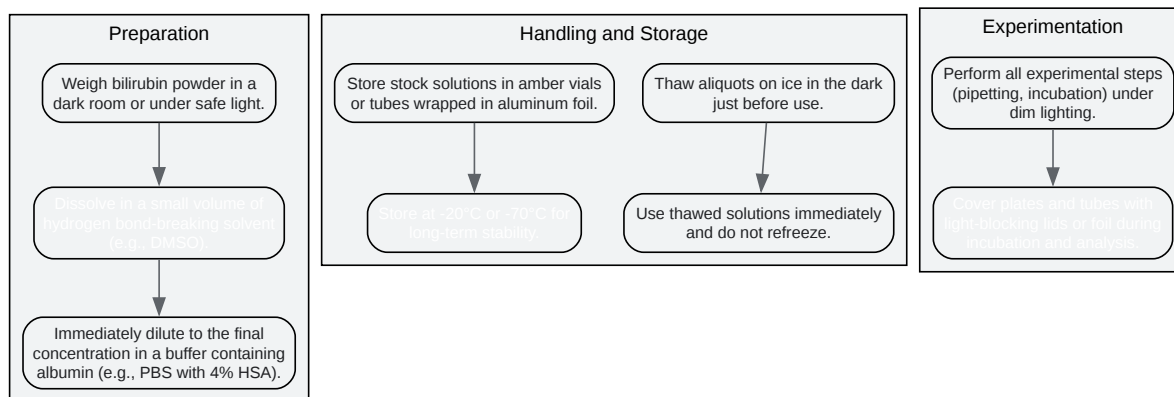 Preparation
Weigh bilirubin powder in a
dark room or under safe light.
Dissolve in a small volume of
hydrogen bond-breaking solvent
(e.g., DMSO).
Immediately dilute to the final
concentration in a buffer containing
albumin (e.g., PBS with 4% HSA).
Handling and Storage
Store stock solutions in amber vials
or tubes wrapped in aluminum foil.
Store at -20°C or -70°C for
long-term stability.
Thaw aliquots on ice in the dark
just before use.
Use thawed solutions immediately
and do not refreeze.
Experimentation
Perform all experimental steps
(pipetting, incubation) under
dim lighting.
Cover plates and tubes with
light-blocking lids or foil during
incubation and analysis.